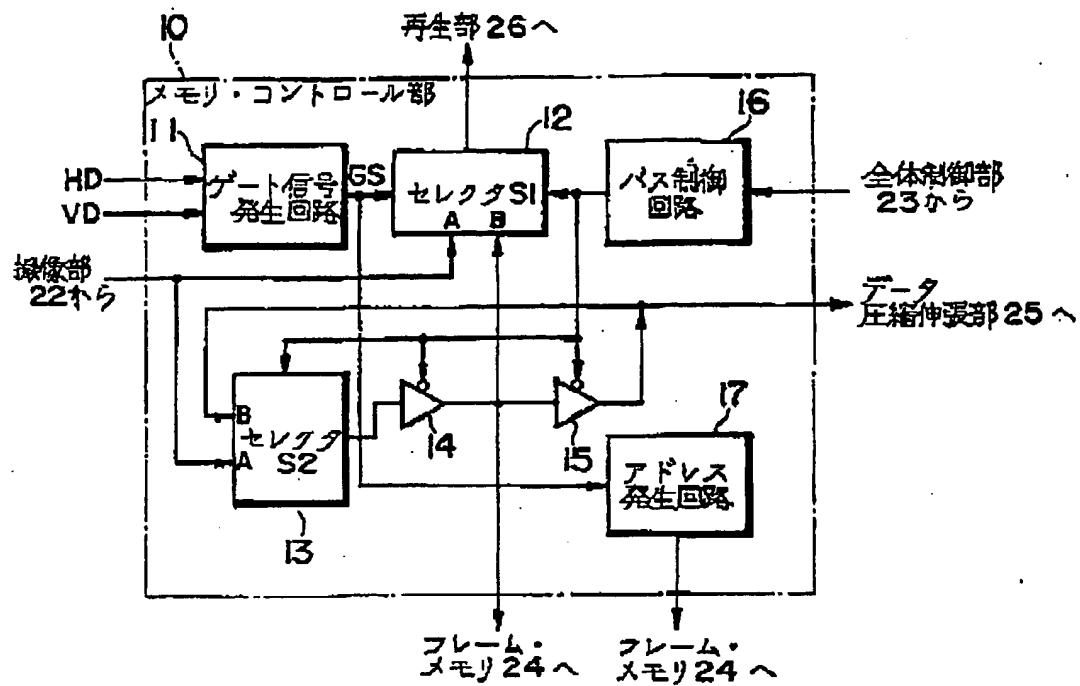 再生部26へ
10
メモリ・コントロール部
11
12
16
HD
VD
ゲート信号
発生回路
GS
セレクタS1
A B
バス制御
回路
全体制御部
23から
撮像部
22から
データ
圧縮伸張部25へ
B
セレクタ
A
S2
13
14
15
17
アドレス
発生回路
フレーム・
メモリ24へ
フレーム・
メモリ24へ